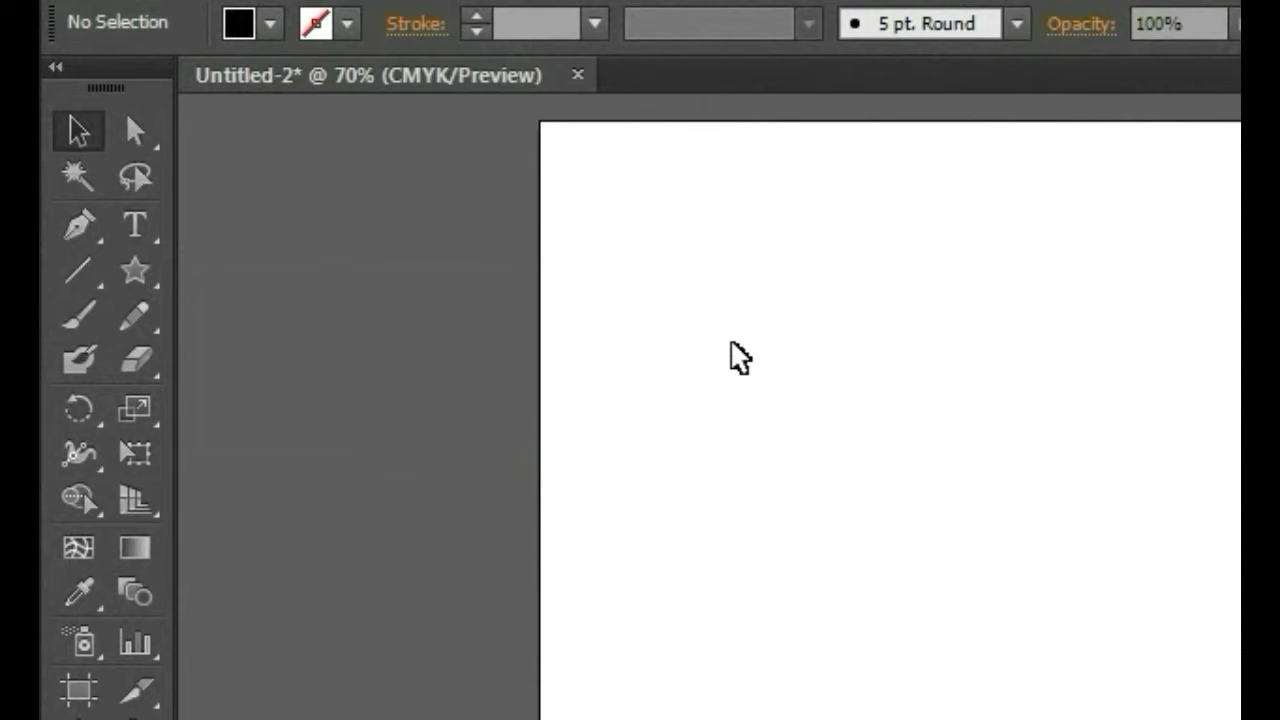 No Selection Stroke: 5 pt. Round Opacity: 100%
Untitled-2* @ 70% (CMYK/Preview)